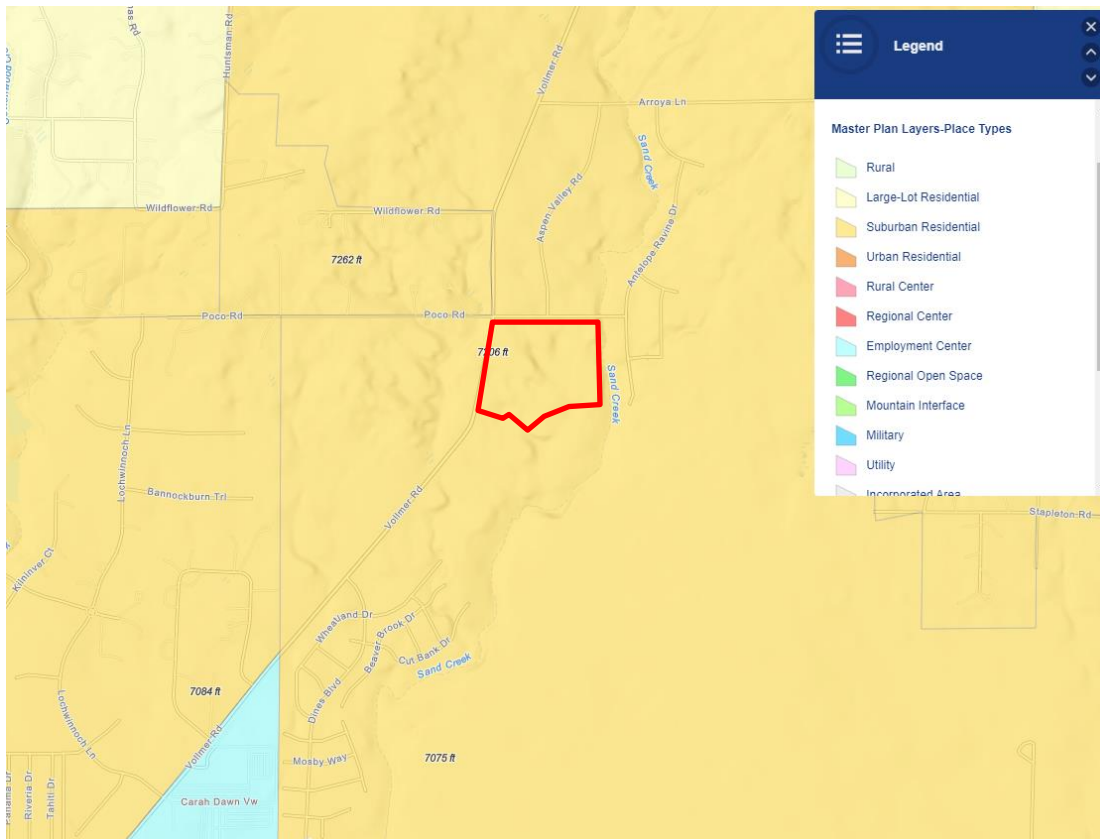 Legend
Master Plan Layers-Place Types
Rural
Large-Lot Residential
Suburban Residential
Urban Residential
Rural Center
Regional Center
Employment Center
Regional Open Space
Mountain Interface
Military
Utility
Incorporated Area
Huntsman Rd
Vollmer Rd
Arroya Ln
Sand Creek
Aspen Valley Rd
Antelope Ravine Dr
Wildflower Rd
Wildflower Rd
7262 ft
Poco Rd
Poco Rd
Sand Creek
Lochwinnoch Ln
Bannockburn Trl
Vollmer Rd
Stapleton Rd
Kilninver Ct
Wheatland Dr
Beaver Brook Dr
Cut Bank Dr
Sand Creek
7084 ft
Dines Blvd
Lochwinnoch Ln
Vollmer Rd
Mosby Way
7075 ft
Carah Dawn Vw
Riveria Dr
Tahiti Dr